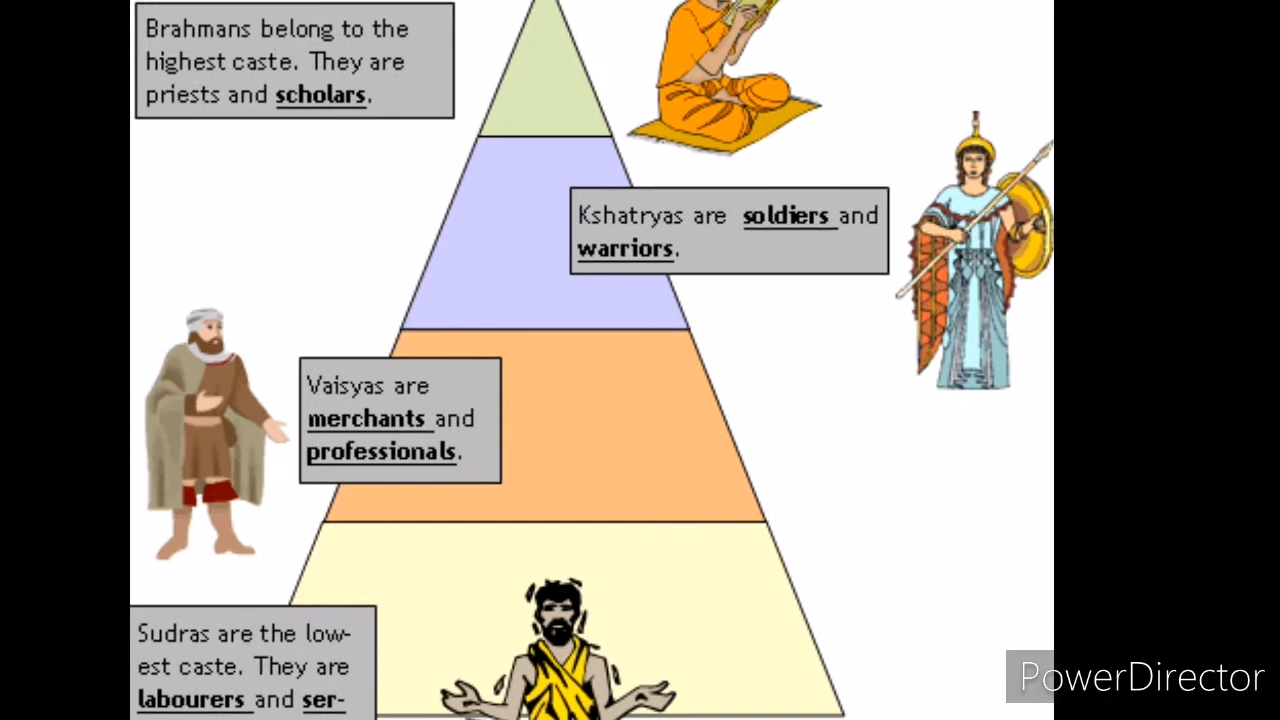 Brahmans belong to the
highest caste. They are
priests and scholars.
Kshatryas are soldiers and
warriors.
Vaisyas are
merchants and
professionals.
Sudras are the low-
est caste. They are
labourers and ser-
PowerDirector